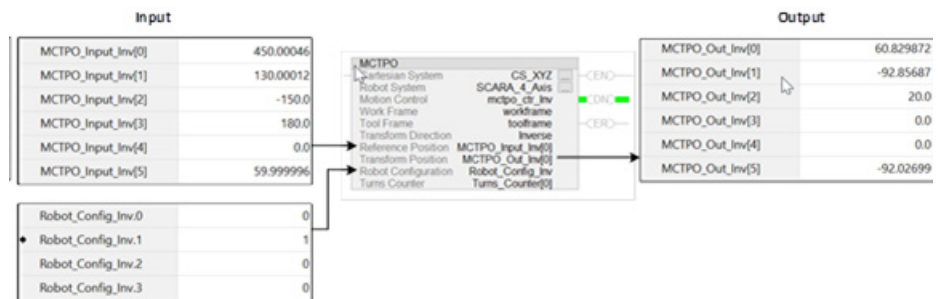 Input
Output
MCTPO_Input_Inv[0] 450.00046
MCTPO_Input_Inv[1] 130.00012
MCTPO_Input_Inv[2] -150.0
MCTPO_Input_Inv[3] 180.0
MCTPO_Input_Inv[4] 0.0
MCTPO_Input_Inv[5] 59.999996
Robot_Config_Inv.0 0
Robot_Config_Inv.1 1
Robot_Config_Inv.2 0
Robot_Config_Inv.3 0
MCTPO
Cartesian System CS_XYZ ... CEN
Robot System SCARA_4_Axis
Motion Control mctpo_ctr_Inv CDN
Work Frame workframe
Tool Frame toolframe CER
Transform Direction Inverse
Reference Position MCTPO_Input_Inv[0]
Transform Position MCTPO_Out_Inv[0]
Robot Configuration Robot_Config_Inv
Turns Counter Turns_Counter[0]
MCTPO_Out_Inv[0] 60.829872
MCTPO_Out_Inv[1] -92.85687
MCTPO_Out_Inv[2] 20.0
MCTPO_Out_Inv[3] 0.0
MCTPO_Out_Inv[4] 0.0
MCTPO_Out_Inv[5] -92.02699